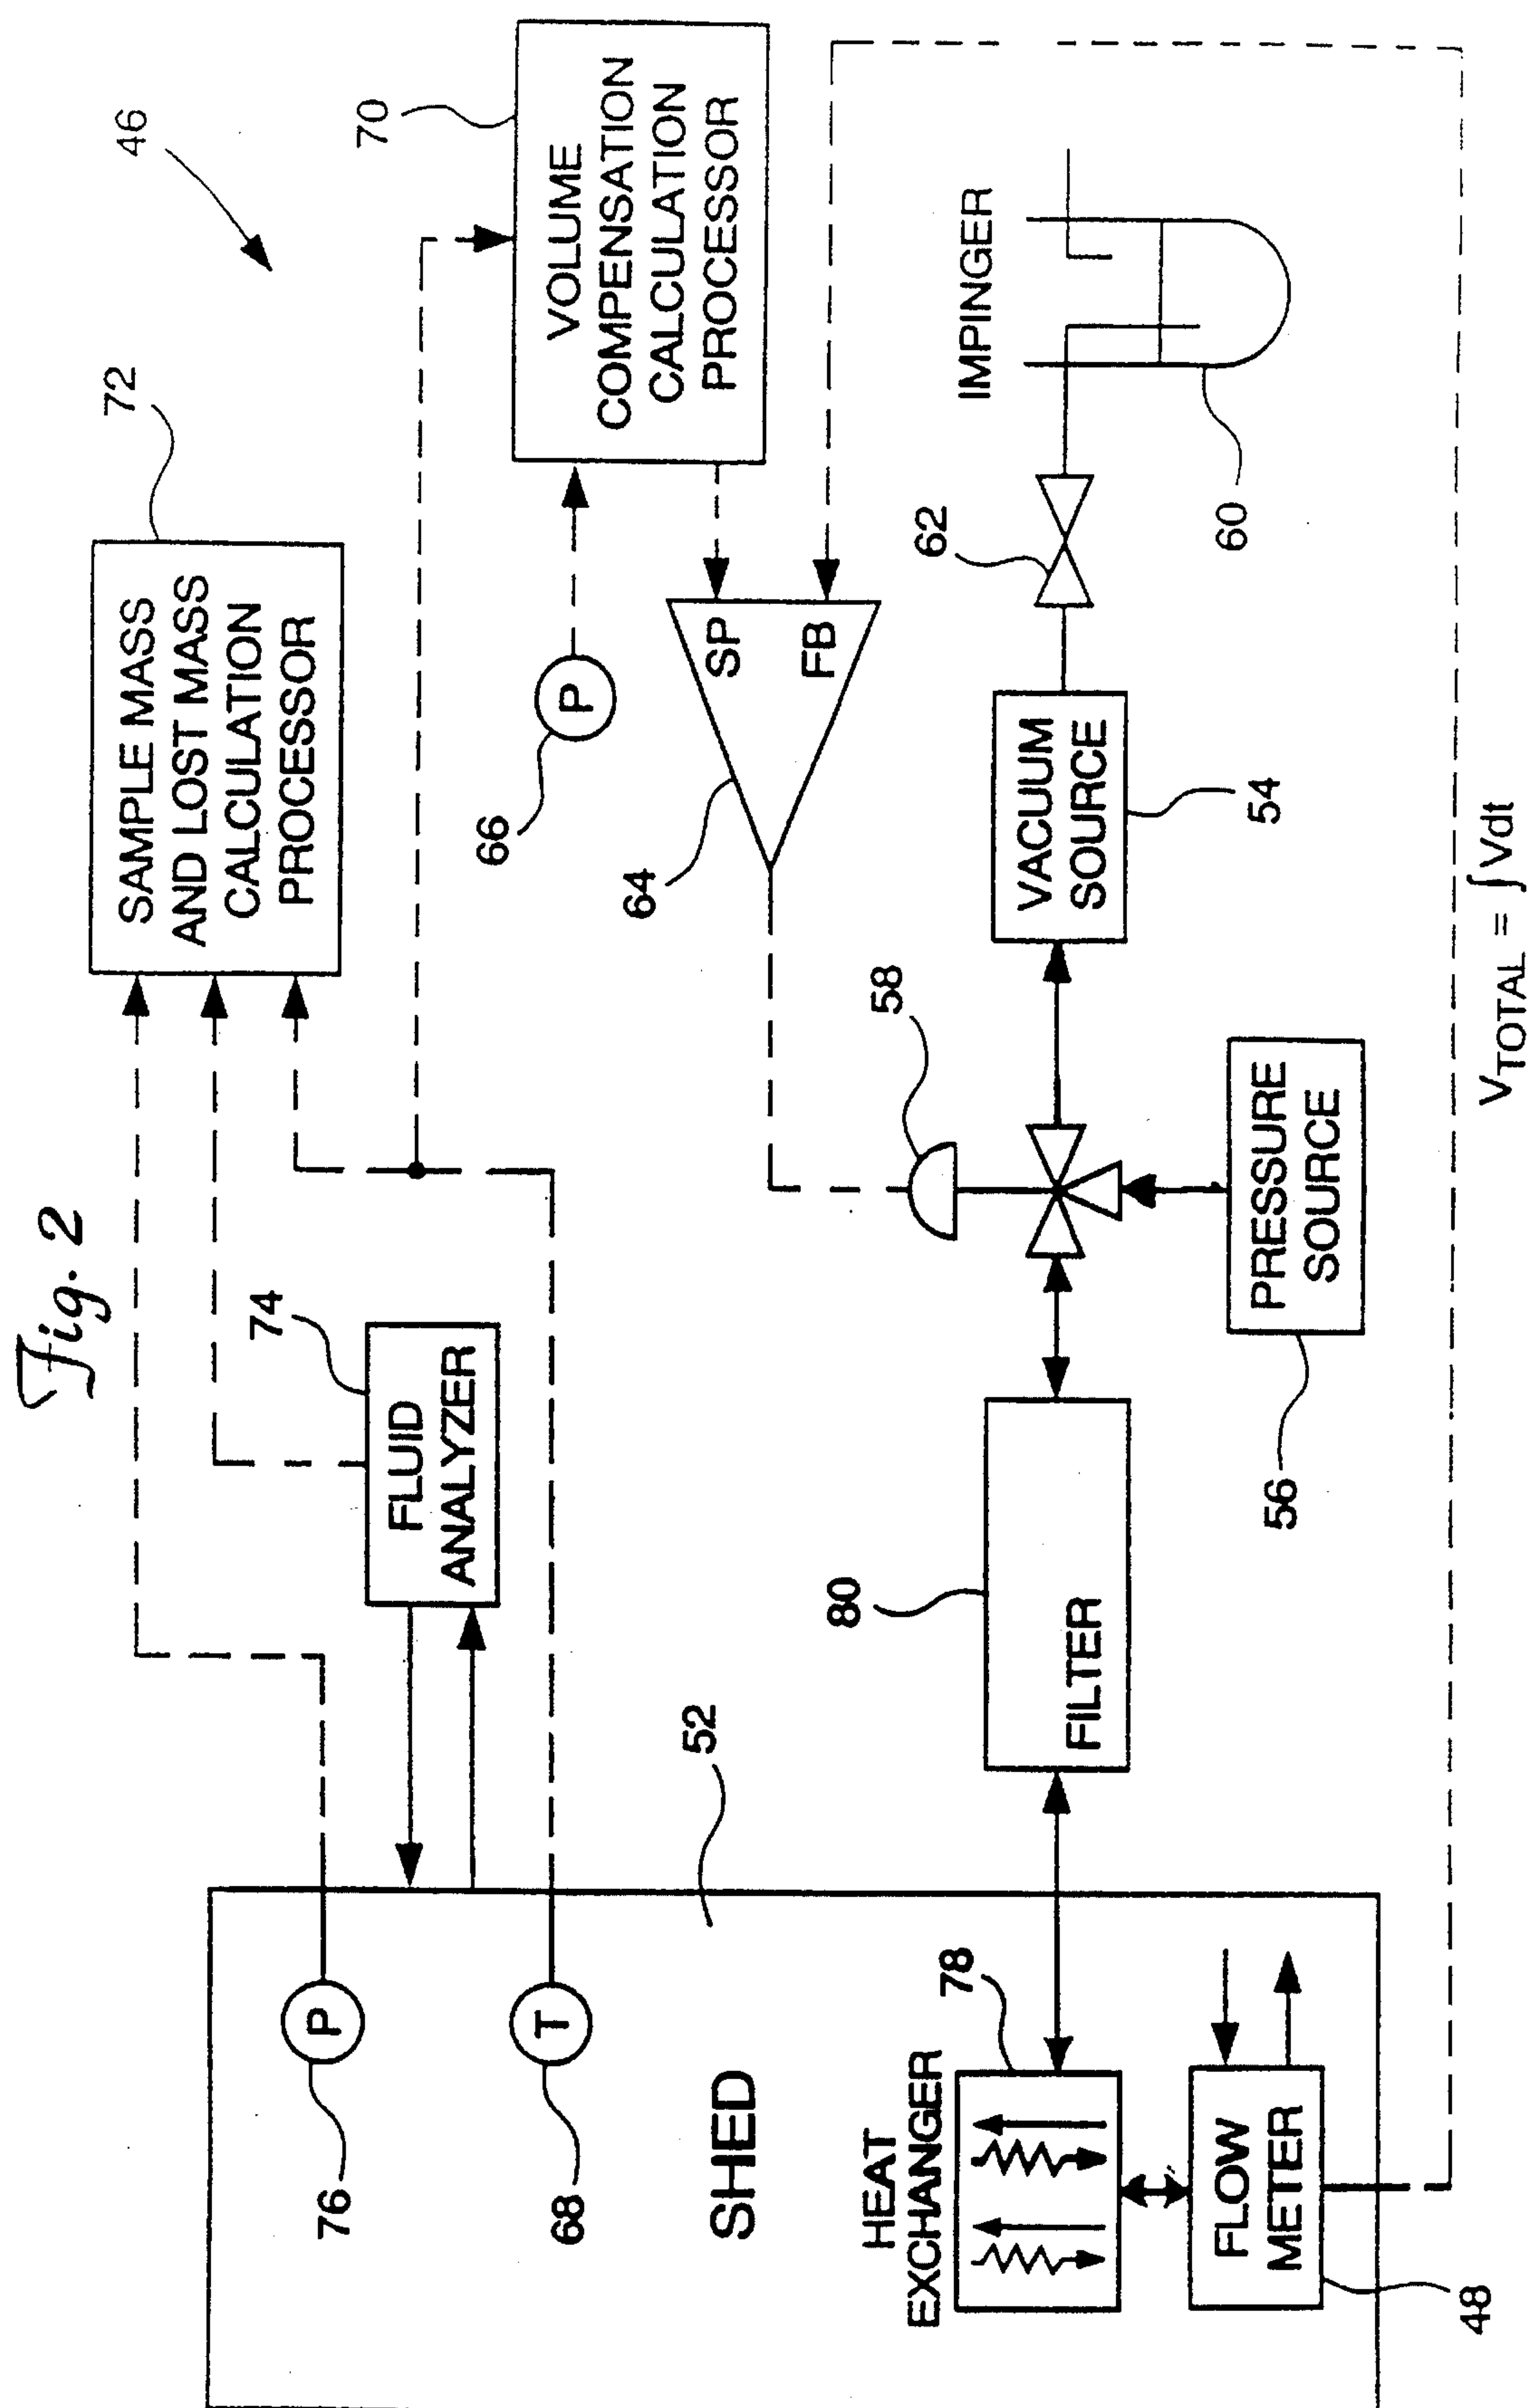 Fig. 2
46
72
SAMPLE MASS
AND LOST MASS
CALCULATION
PROCESSOR
70
VOLUME
COMPENSATION
CALCULATION
PROCESSOR
74
FLUID
ANALYZER
66
P
64
SP
FB
P
76
T
68
SHED
52
HEAT
EXCHANGER
78
FLOW
METER
48
80
FILTER
58
PRESSURE
SOURCE
56
VACUUM
SOURCE
54
62
IMPINGER
60
V TOTAL = ∫ Vdt